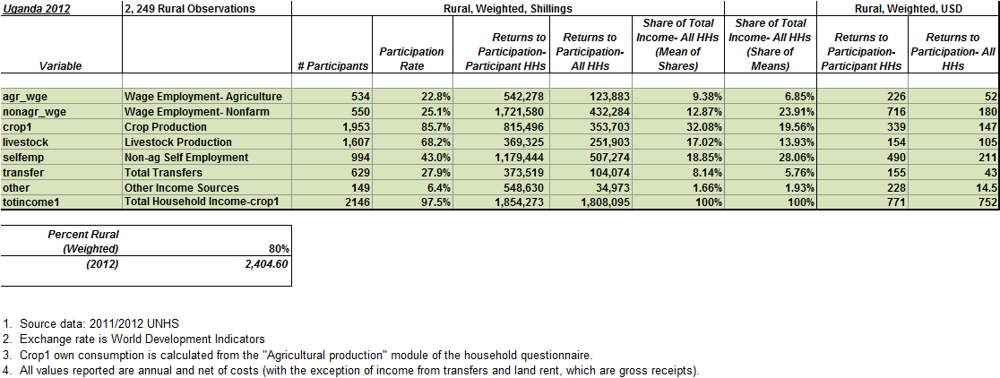 Uganda 2012 2, 249 Rural Observations Rural, Weighted, Shillings Rural, Weighted, USD
Variable # Participants Participation Rate Returns to Participation- Participant HHs Returns to Participation- All HHs Share of Total Income- All HHs (Mean of Shares) Share of Total Income- All HHs (Share of Means) Returns to Participation- Participant HHs Returns to Participation- All HHs
agr_wge Wage Employment- Agriculture 534 22.8% 542,278 123,883 9.38% 6.85% 226 52
nonagr_wge Wage Employment- Nonfarm 550 25.1% 1,721,580 432,284 12.87% 23.91% 716 180
crop1 Crop Production 1,953 85.7% 815,496 353,703 32.08% 19.56% 339 147
livestock Livestock Production 1,607 68.2% 369,325 251,903 17.02% 13.93% 154 105
selfemp Non-ag Self Employment 994 43.0% 1,179,444 507,274 18.85% 28.06% 490 211
transfer Total Transfers 629 27.9% 373,519 104,074 8.14% 5.76% 155 43
other Other Income Sources 149 6.4% 548,630 34,973 1.66% 1.93% 228 14.5
totincome1 Total Household Income-crop1 2146 97.5% 1,854,273 1,808,095 100% 100% 771 752
Percent Rural
(Weighted) 80%
(2012) 2,404.60
1. Source data: 2011/2012 UNHS
2. Exchange rate is World Development Indicators
3. Crop1 own consumption is calculated from the "Agricultural production" module of the household questionnaire.
4. All values reported are annual and net of costs (with the exception of income from transfers and land rent, which are gross receipts).